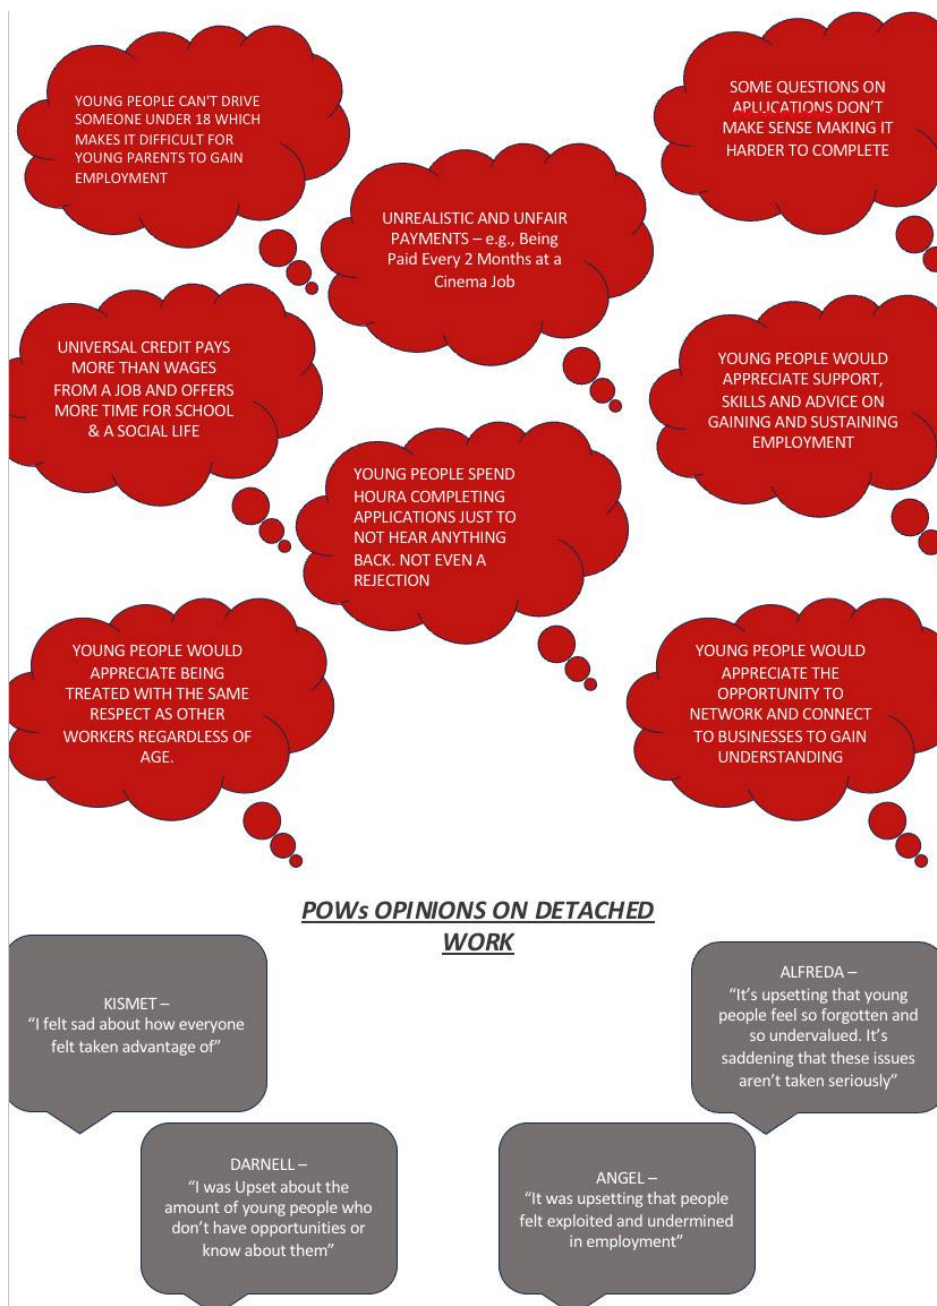 YOUNG PEOPLE CAN'T DRIVE
SOMEONE UNDER 18 WHICH
MAKES IT DIFFICULT FOR
YOUNG PARENTS TO GAIN
EMPLOYMENT
SOME QUESTIONS ON
APLLICATIONS DON'T
MAKE SENSE MAKING IT
HARDER TO COMPLETE
UNREALISTIC AND UNFAIR
PAYMENTS – e.g., Being
Paid Every 2 Months at a
Cinema Job
UNIVERSAL CREDIT PAYS
MORE THAN WAGES
FROM A JOB AND OFFERS
MORE TIME FOR SCHOOL
& A SOCIAL LIFE
YOUNG PEOPLE WOULD
APPRECIATE SUPPORT,
SKILLS AND ADVICE ON
GAINING AND SUSTAINING
EMPLOYMENT
YOUNG PEOPLE SPEND
HOURA COMPLETING
APPLICATIONS JUST TO
NOT HEAR ANYTHING
BACK. NOT EVEN A
REJECTION
YOUNG PEOPLE WOULD
APPRECIATE BEING
TREATED WITH THE SAME
RESPECT AS OTHER
WORKERS REGARDLESS OF
AGE.
YOUNG PEOPLE WOULD
APPRECIATE THE
OPPORTUNITY TO
NETWORK AND CONNECT
TO BUSINESSES TO GAIN
UNDERSTANDING
POWs OPINIONS ON DETACHED
WORK
KISMET –
“I felt sad about how everyone
felt taken advantage of”
ALFREDA –
“It's upsetting that young
people feel so forgotten and
so undervalued. It's
saddening that these issues
aren't taken seriously”
DARNELL –
“I was Upset about the
amount of young people who
don't have opportunities or
know about them”
ANGEL –
“It was upsetting that people
felt exploited and undermined
in employment”